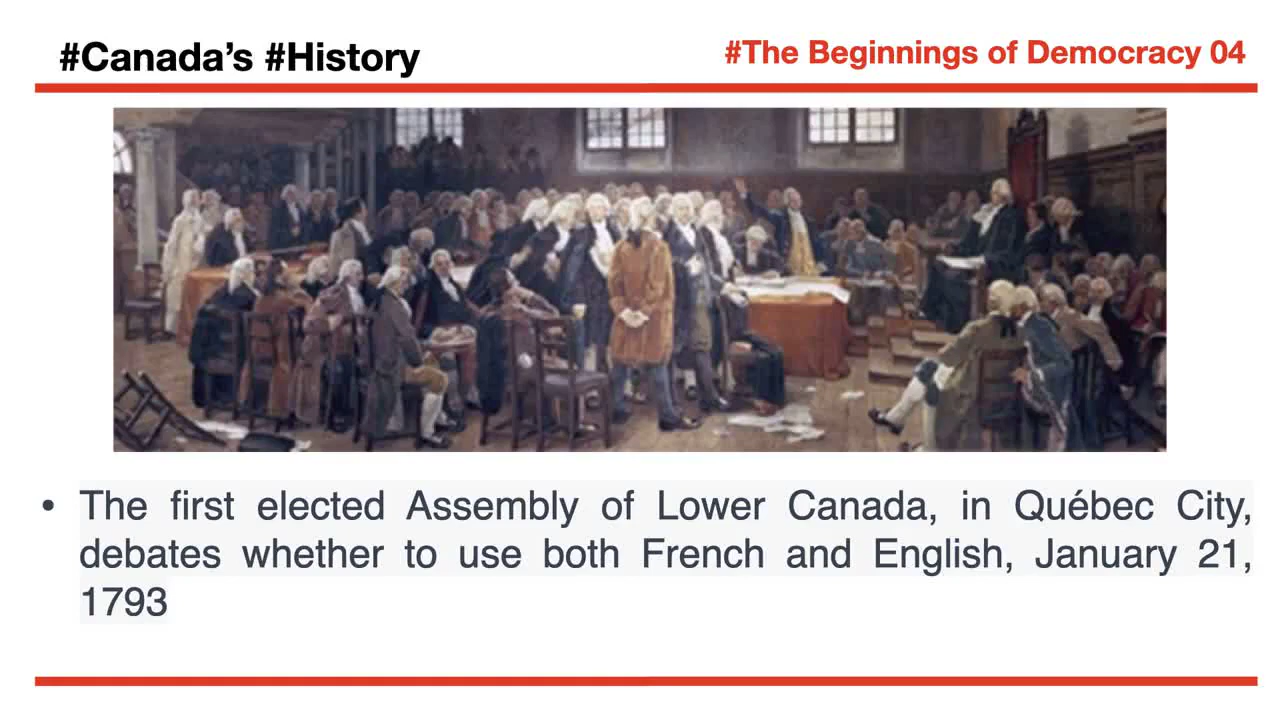 #Canada’s #History
#The Beginnings of Democracy 04
• The first elected Assembly of Lower Canada, in Québec City,
debates whether to use both French and English, January 21,
1793